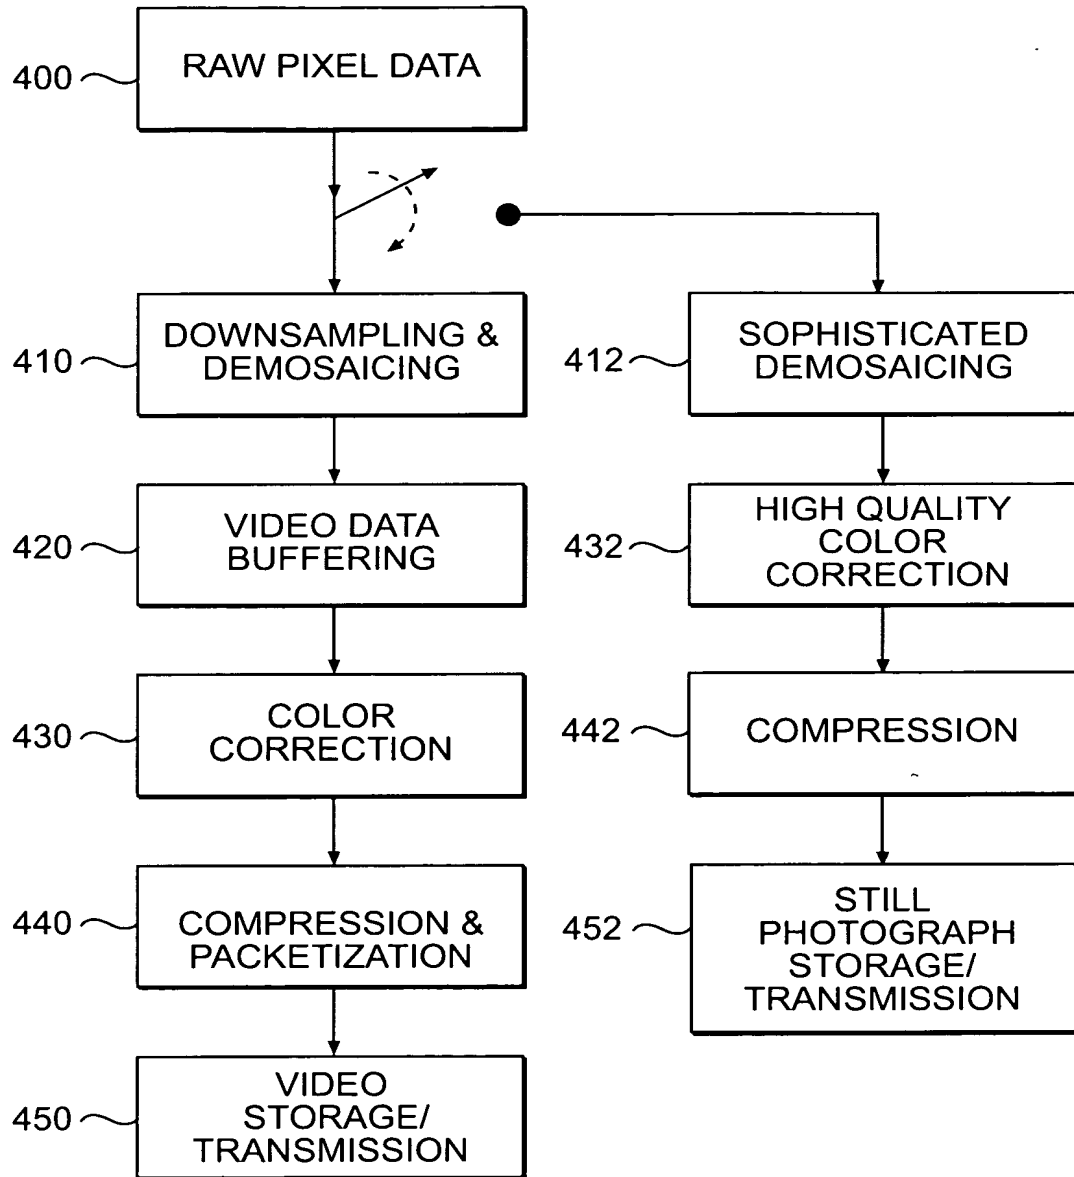 400
RAW PIXEL DATA
410
DOWNSAMPLING &
DEMOSAICING
412
SOPHISTICATED
DEMOSAICING
420
VIDEO DATA
BUFFERING
432
HIGH QUALITY
COLOR
CORRECTION
430
COLOR
CORRECTION
442
COMPRESSION
440
COMPRESSION &
PACKETIZATION
452
STILL
PHOTOGRAPH
STORAGE/
TRANSMISSION
450
VIDEO
STORAGE/
TRANSMISSION